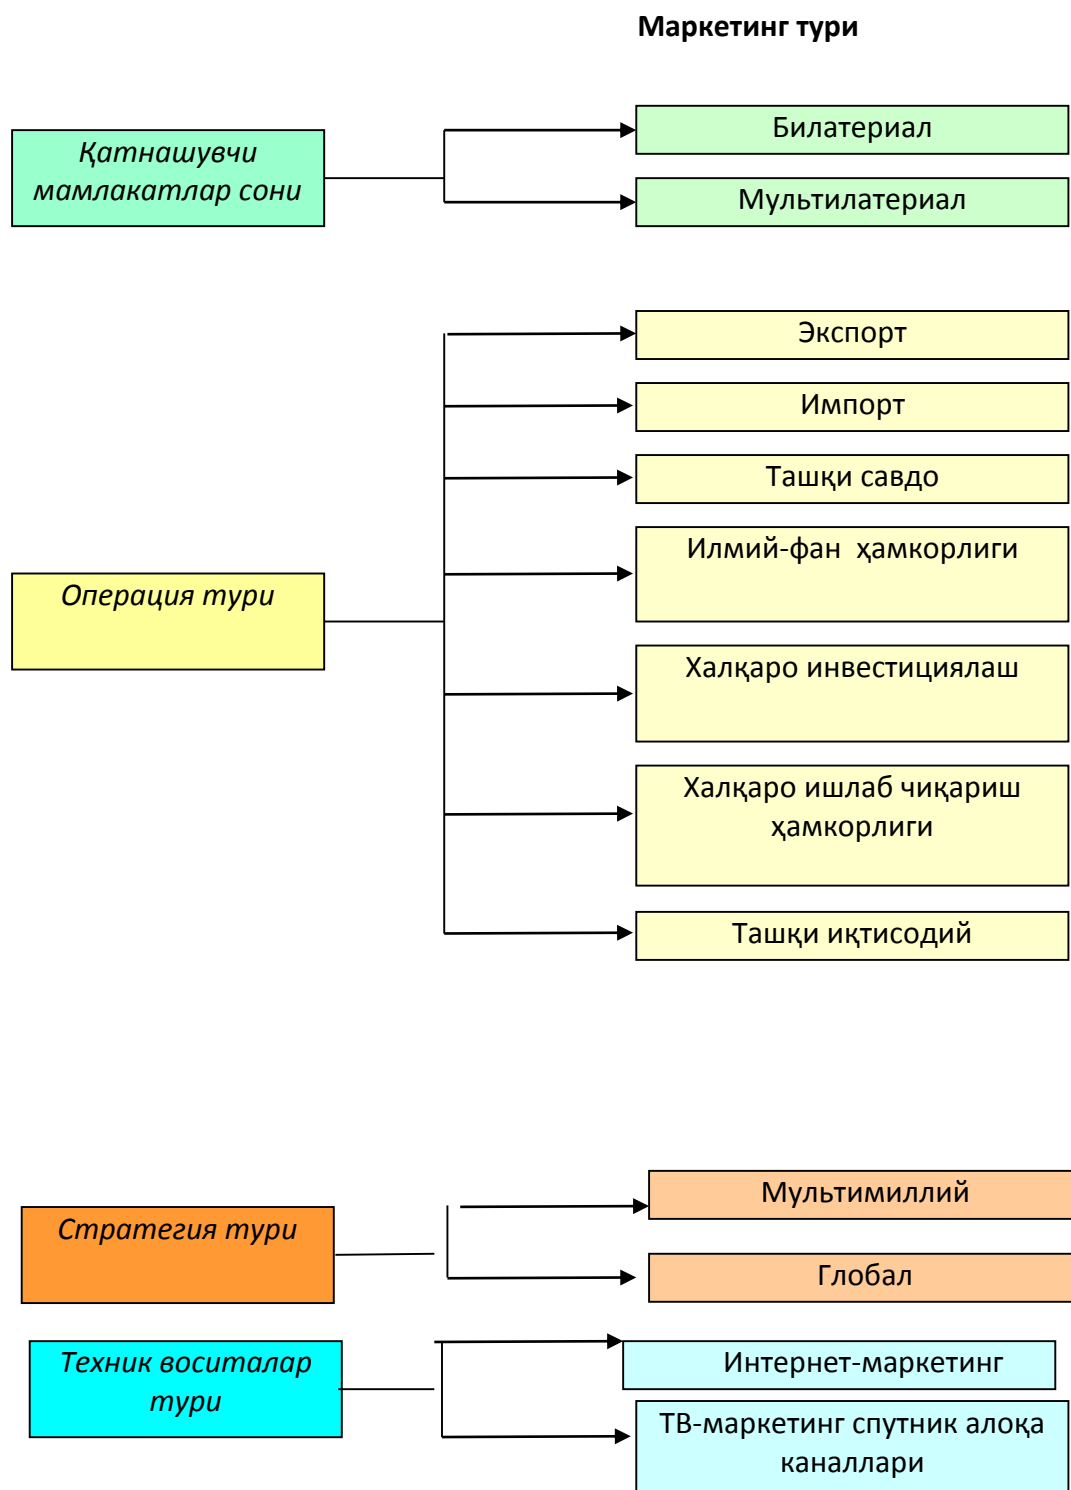 Маркетинг тури
Қатнашувчи
мамлакатлар сони
Билатериал
Мультилатериал
Операция тури
Экспорт
Импорт
Ташқи савдо
Илмий-фан ҳамкорлиги
Халқаро инвестициялаш
Халқаро ишлаб чиқариш
ҳамкорлиги
Ташқи иқтисодий
Стратегия тури
Мультимиллий
Глобал
Техник воситалар
тури
Интернет-маркетинг
ТВ-маркетинг спутник алоқа
каналлари